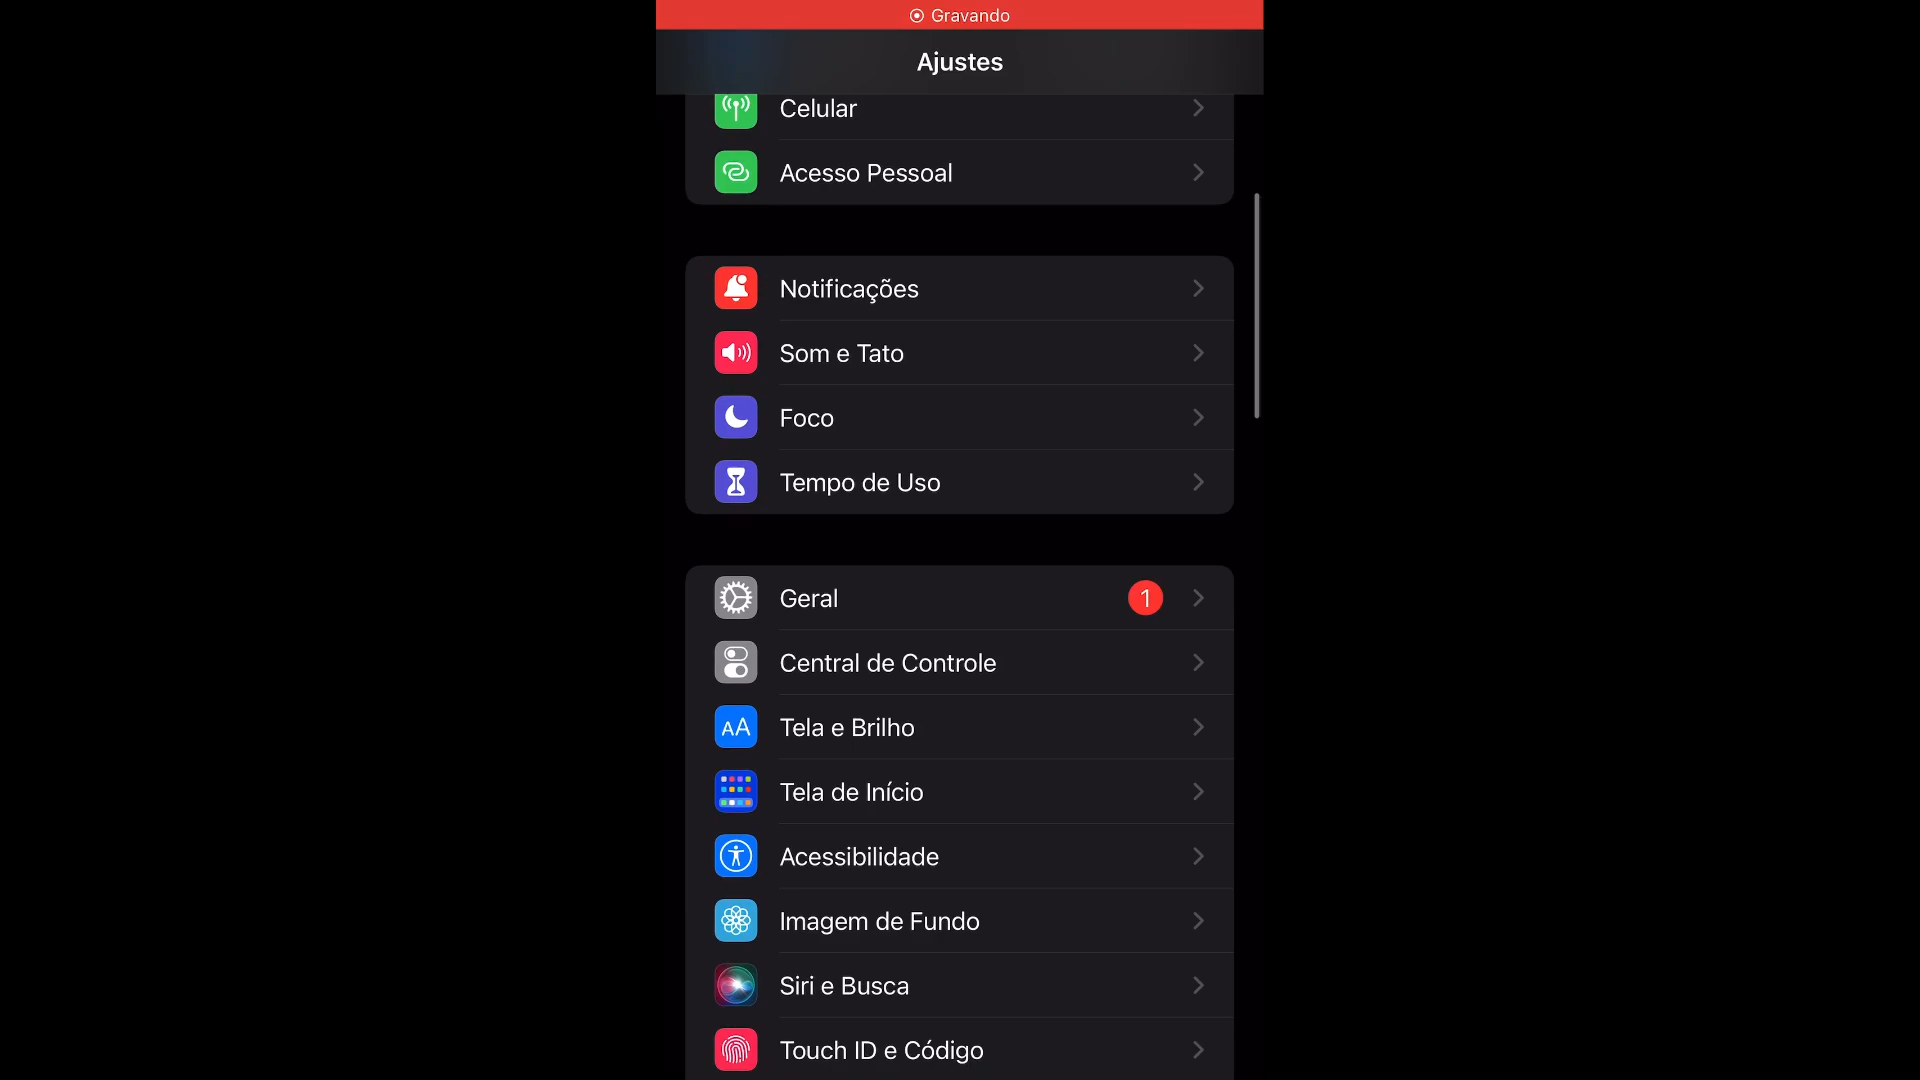 Gravando
Ajustes
Celular
Acesso Pessoal
Notificações
Som e Tato
Foco
Tempo de Uso
Geral 1
Central de Controle
AA Tela e Brilho
Tela de Início
Acessibilidade
Imagem de Fundo
Siri e Busca
Touch ID e Código